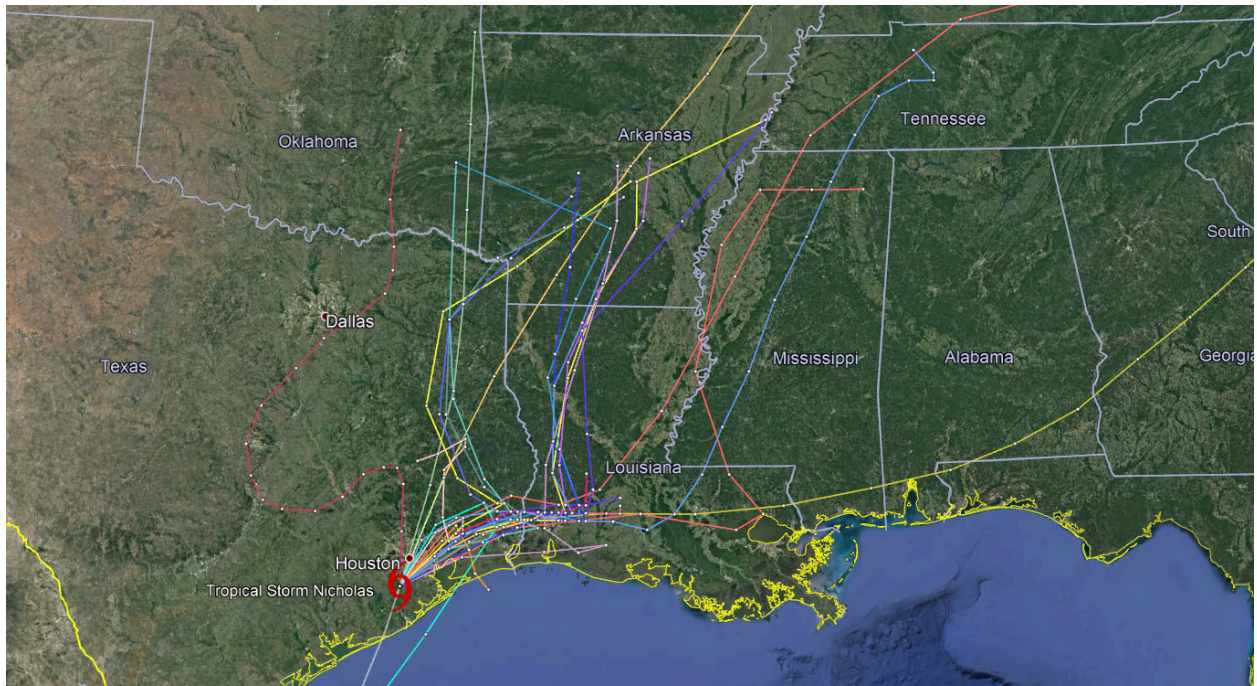 Oklahoma
Arkansas
Tennessee
South
Dallas
Texas
Mississippi
Alabama
Georgia
Louisiana
Houston
Tropical Storm Nicholas